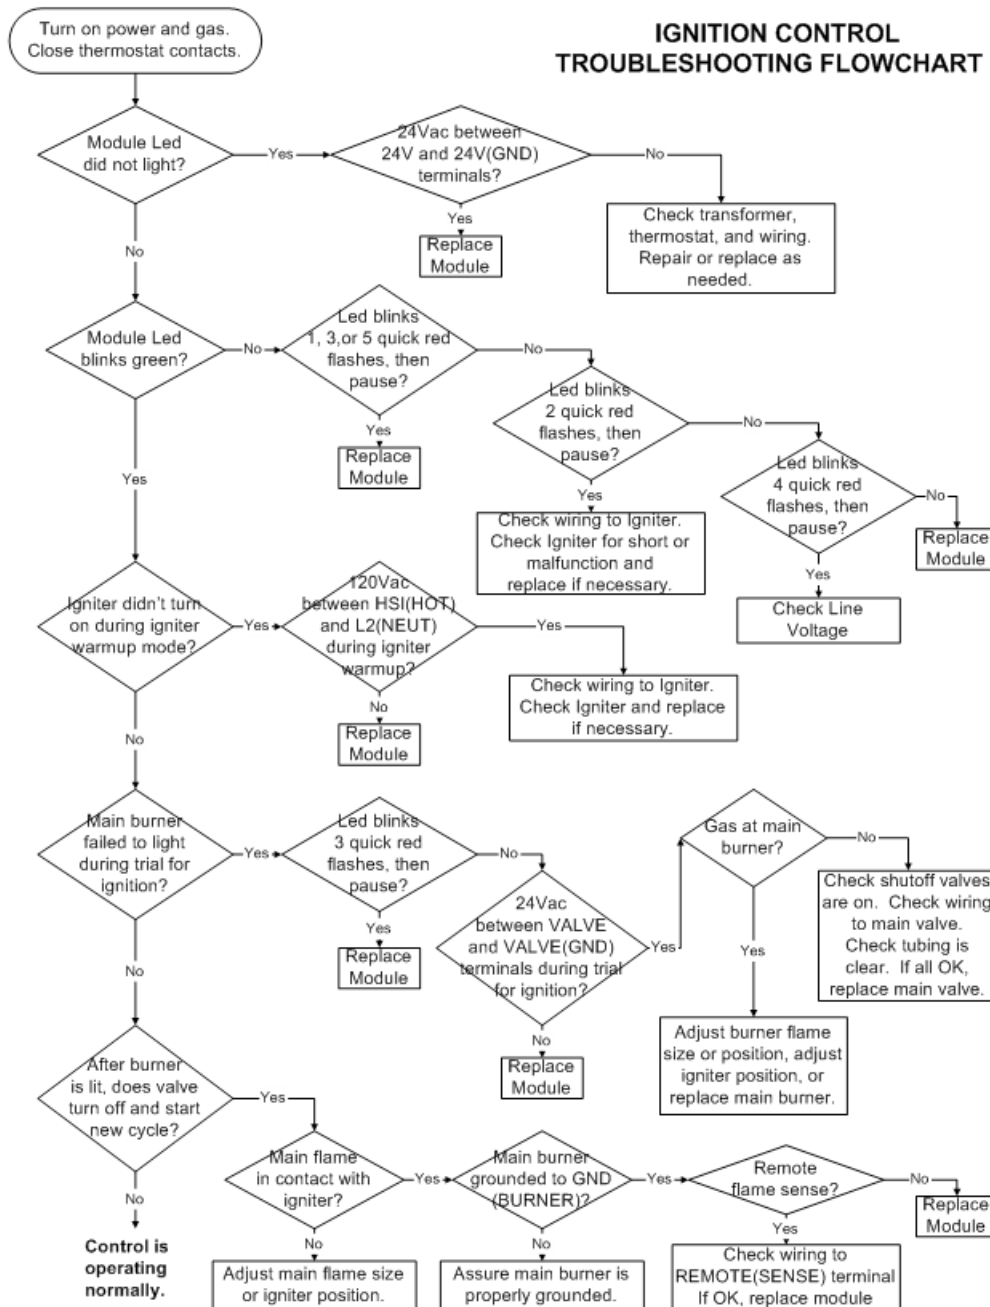 Turn on power and gas.
Close thermostat contacts.
IGNITION CONTROL
TROUBLESHOOTING FLOWCHART
Module Led
did not light?
Yes
24Vac between
24V and 24V(GND)
terminals?
No
Yes
Replace
Module
Check transformer,
thermostat, and wiring.
Repair or replace as
needed.
No
Module Led
blinks green?
No
Led blinks
1, 3,or 5 quick red
flashes, then
pause?
No
Yes
Replace
Module
Led blinks
2 quick red
flashes, then
pause?
No
Yes
Check wiring to Igniter.
Check Igniter for short or
malfunction and
replace if necessary.
Led blinks
4 quick red
flashes, then
pause?
No
Replace
Module
Yes
Check Line
Voltage
Yes
Igniter didn't turn
on during igniter
warmup mode?
Yes
120Vac
between HSI(HOT)
and L2(NEUT)
during igniter
warmup?
Yes
Check wiring to Igniter.
Check Igniter and replace
if necessary.
No
Replace
Module
No
Main burner
failed to light
during trial for
ignition?
Yes
Led blinks
3 quick red
flashes, then
pause?
No
Yes
Replace
Module
24Vac
between VALVE
and VALVE(GND)
terminals during trial
for ignition?
Yes
No
Replace
Module
Gas at main
burner?
No
Check shutoff valves
are on. Check wiring
to main valve.
Check tubing is
clear. If all OK,
replace main valve.
Yes
Adjust burner flame
size or position, adjust
igniter position, or
replace main burner.
No
After burner
is lit, does valve
turn off and start
new cycle?
Yes
Main flame
in contact with
igniter?
Yes
No
Adjust main flame size
or igniter position.
Main burner
grounded to GND
(BURNER)?
Yes
No
Assure main burner is
properly grounded.
Remote
flame sense?
No
Replace
Module
Yes
Check wiring to
REMOTE(SENSE) terminal
If OK, replace module
No
Control is
operating
normally.